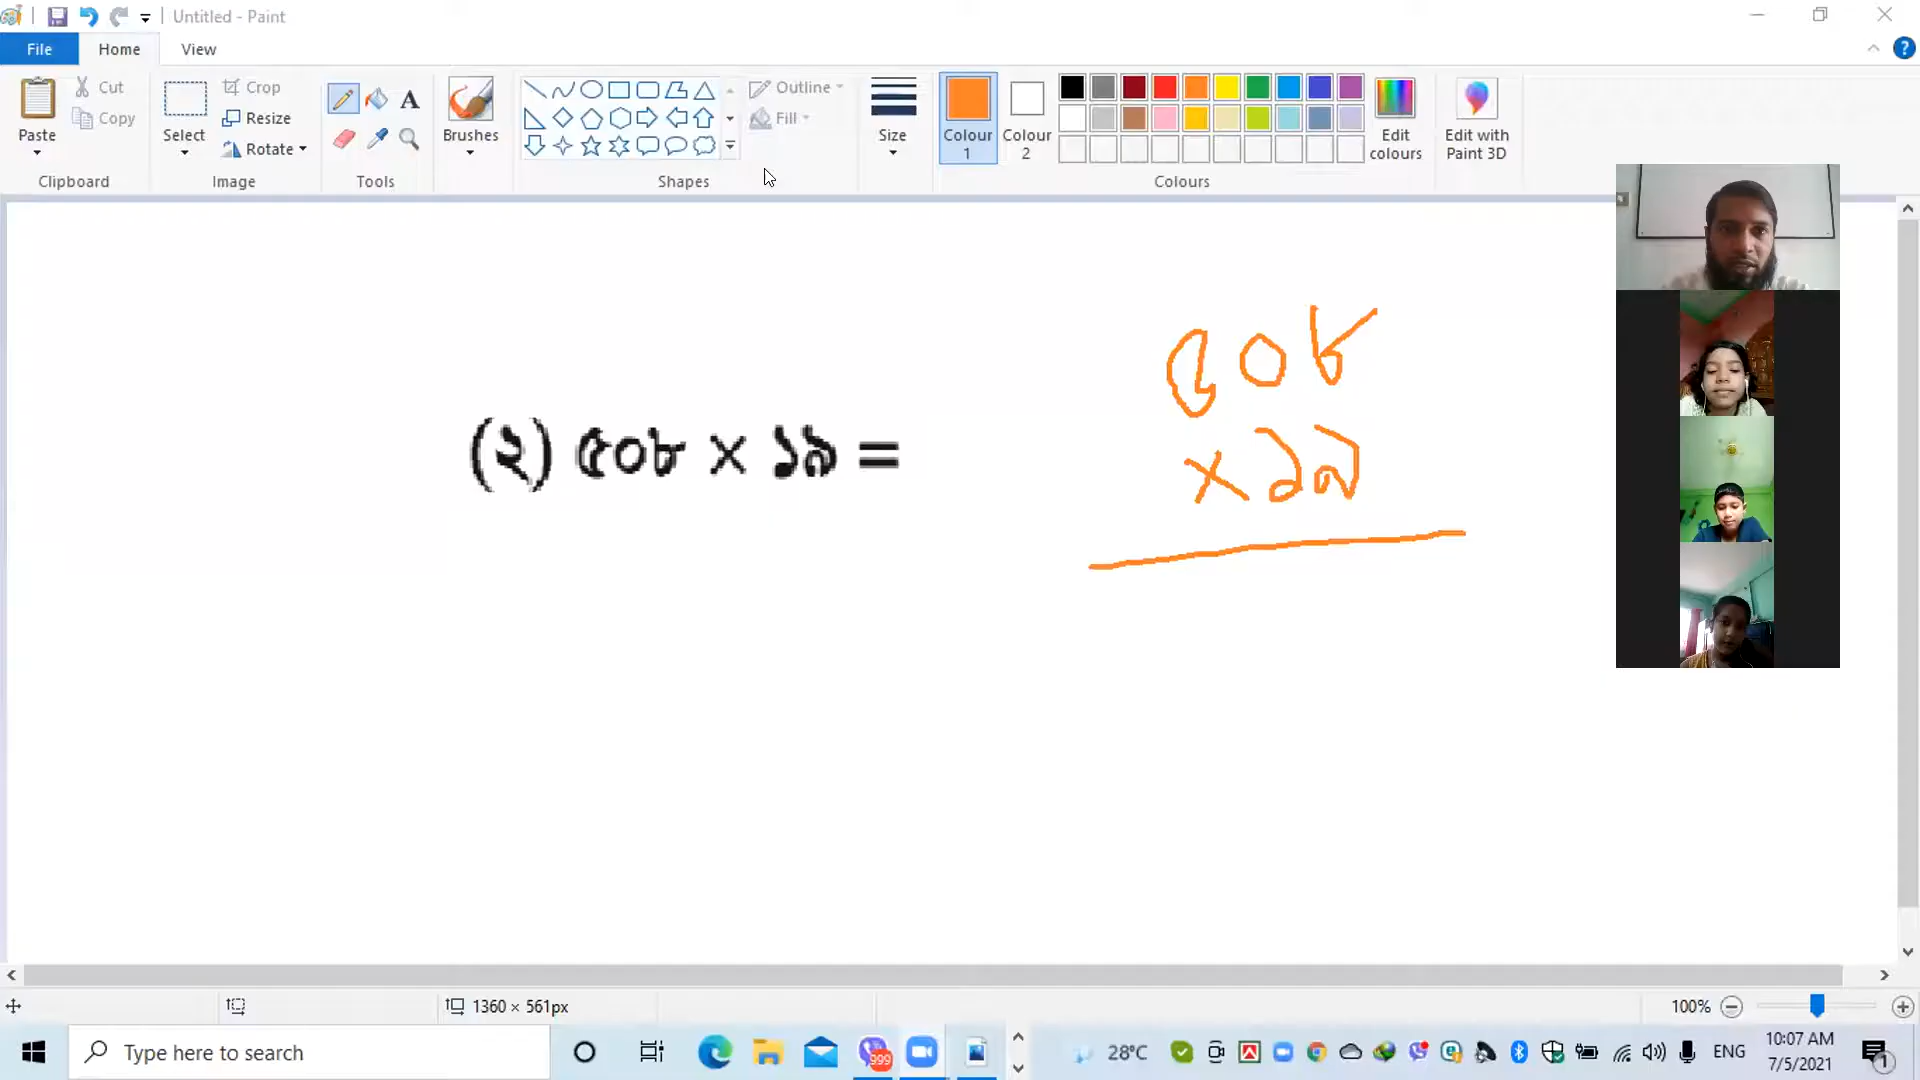 Untitled - Paint
File Home View
Paste Cut Copy Select Crop Resize Rotate Brushes Outline Fill Size Colour 1 Colour 2 Edit colours Edit with Paint 3D
Clipboard Image Tools Shapes Colours
৫০৮
(২) ৫০৮ × ১৯ =
×১৯
1360 × 561px 100%
Type here to search 999 28°C ENG 10:07 AM 7/5/2021 1